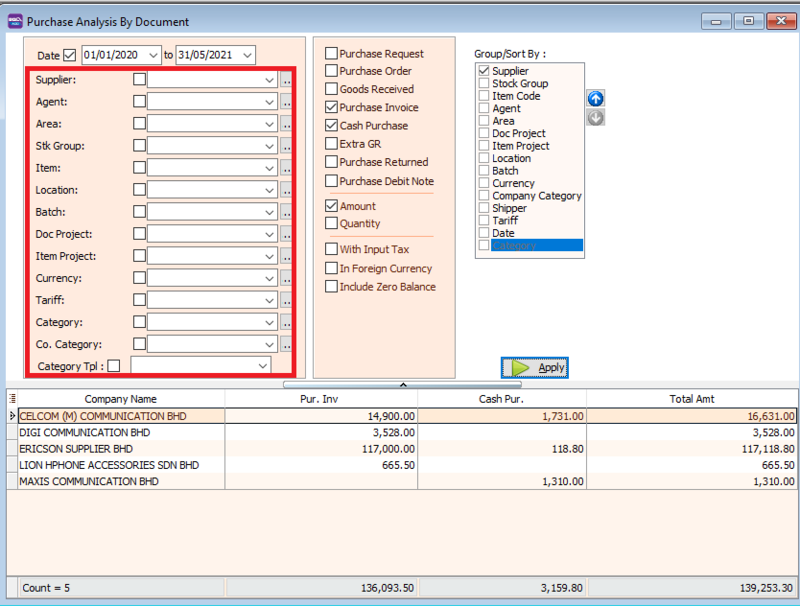 Purchase Analysis By Document
Date 01/01/2020 to 31/05/2021
Supplier: ..
Agent: ..
Area: ..
Stk Group: ..
Item: ..
Location: ..
Batch: ..
Doc Project: ..
Item Project: ..
Currency: ..
Tariff: ..
Category: ..
Co. Category: ..
Category Tpl :
Purchase Request
Purchase Order
Goods Received
Purchase Invoice
Cash Purchase
Extra GR
Purchase Returned
Purchase Debit Note
Amount
Quantity
With Input Tax
In Foreign Currency
Include Zero Balance
Group/Sort By :
Supplier
Stock Group
Item Code
Agent
Area
Doc Project
Item Project
Location
Batch
Currency
Company Category
Shipper
Tariff
Date
Category
Apply
Company Name Pur. Inv Cash Pur. Total Amt
CELCOM (M) COMMUNICATION BHD 14,900.00 1,731.00 16,631.00
DIGI COMMUNICATION BHD 3,528.00 3,528.00
ERICSON SUPPLIER BHD 117,000.00 118.80 117,118.80
LION HPHONE ACCESSORIES SDN BHD 665.50 665.50
MAXIS COMMUNICATION BHD 1,310.00 1,310.00
Count = 5 136,093.50 3,159.80 139,253.30